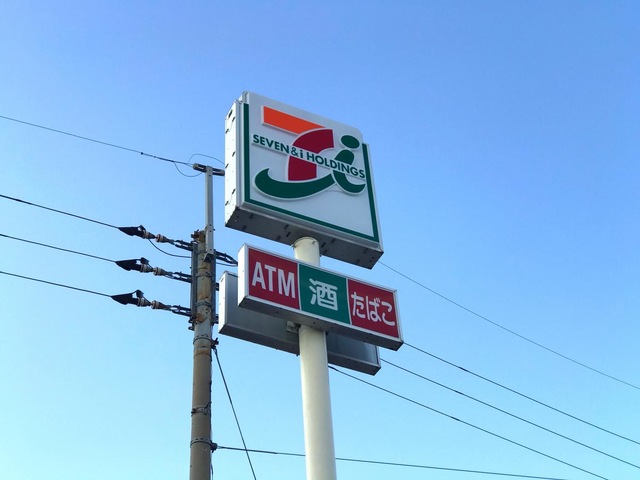 SEVEN & i HOLDINGS
ATM 酒 たばこ